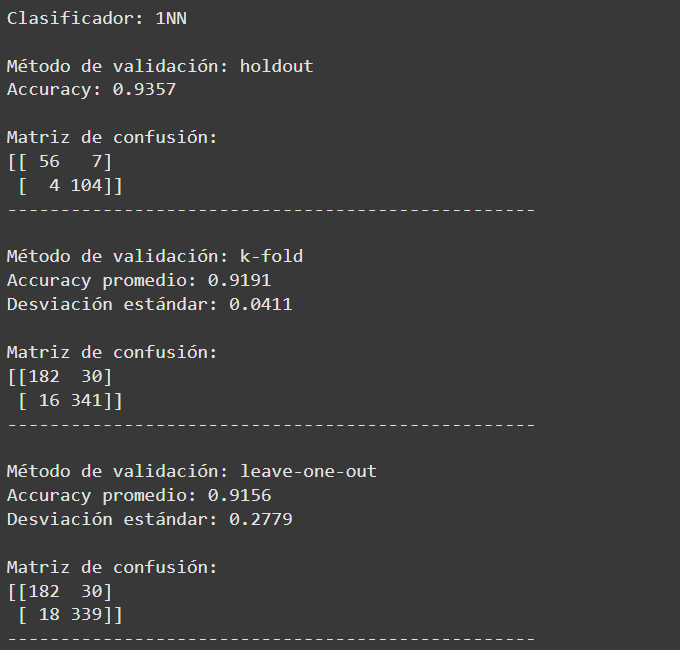 Clasificador: 1NN
Método de validación: holdout
Accuracy: 0.9357
Matriz de confusión:
[[ 56   7]
 [  4 104]]
--------------------------------------------------
Método de validación: k-fold
Accuracy promedio: 0.9191
Desviación estándar: 0.0411
Matriz de confusión:
[[182  30]
 [ 16 341]]
--------------------------------------------------
Método de validación: leave-one-out
Accuracy promedio: 0.9156
Desviación estándar: 0.2779
Matriz de confusión:
[[182  30]
 [ 18 339]]
--------------------------------------------------